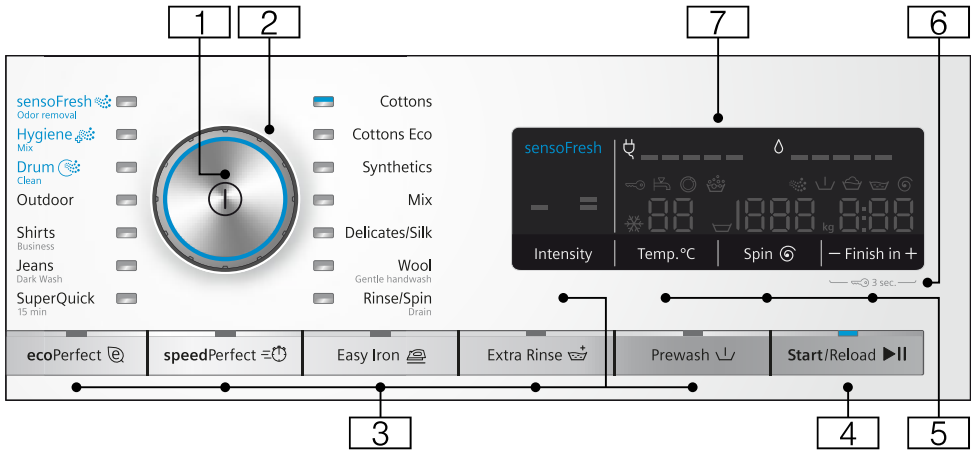 1
2
7
6
sensoFresh
Odor removal
Hygiene
Mix
Drum
Clean
Outdoor
Shirts
Business
Jeans
Dark Wash
SuperQuick
15 min
Cottons
Cottons Eco
Synthetics
Mix
Delicates/Silk
Wool
Gentle handwash
Rinse/Spin
Drain
sensoFresh
88 1888 kg 8:88
Intensity
Temp.°C
Spin
– Finish in +
3 sec.
ecoPerfect
speedPerfect
Easy Iron
Extra Rinse
Prewash
Start/Reload
3
4
5